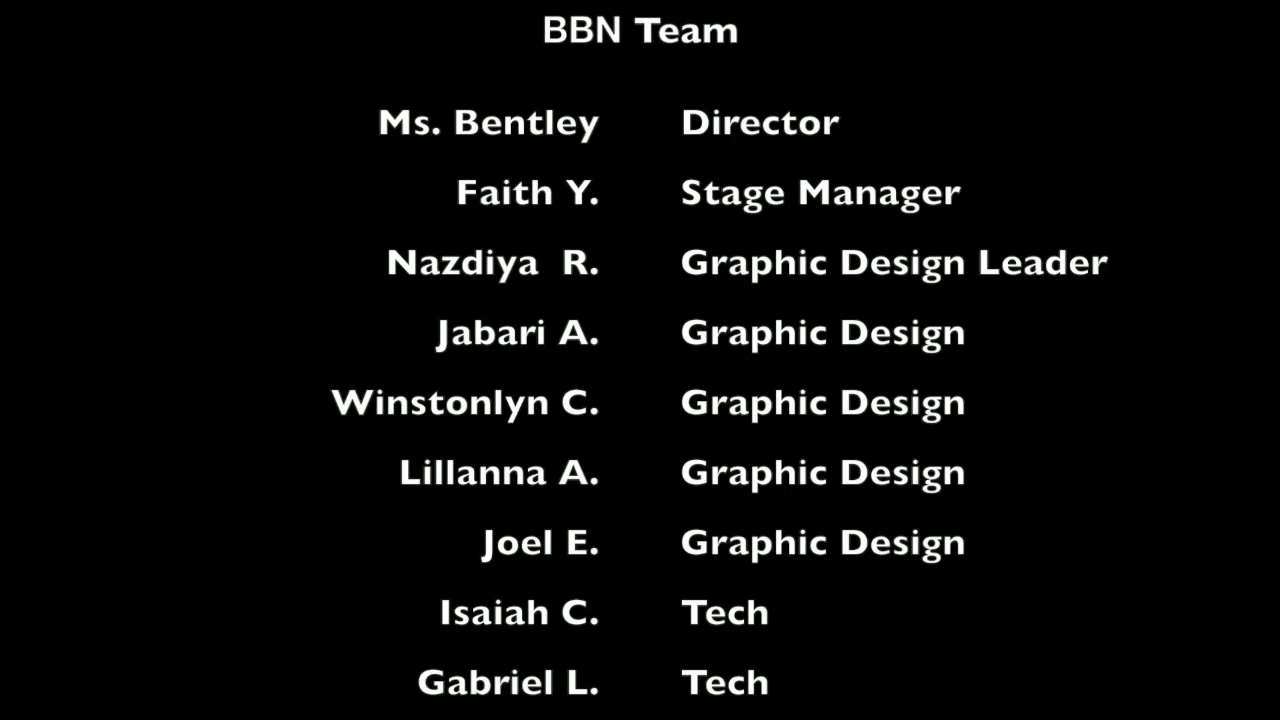 BBN Team
Ms. Bentley Director
Faith Y. Stage Manager
Nazdiya  R. Graphic Design Leader
Jabari A. Graphic Design
Winstonlyn C. Graphic Design
Lillanna A. Graphic Design
Joel E. Graphic Design
Isaiah C. Tech
Gabriel L. Tech